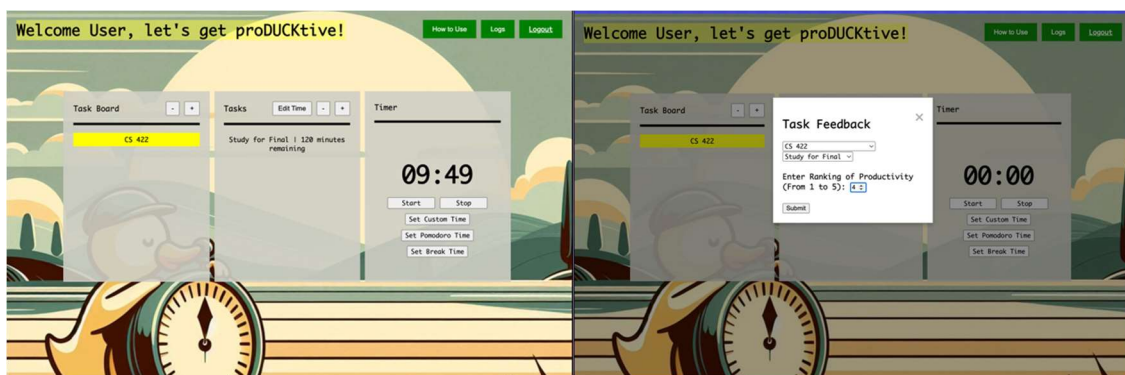 Welcome User, let's get proDUCKtive!
How to Use
Logs
Logout
Task Board
-
+
CS 422
Tasks
Edit Time
-
+
Study for Final | 120 minutes
remaining
Timer
09:49
Start
Stop
Set Custom Time
Set Pomodoro Time
Set Break Time
Welcome User, let's get proDUCKtive!
How to Use
Logs
Logout
Task Board
-
+
CS 422
Task Feedback
×
CS 422
Study for Final
Enter Ranking of Productivity
(From 1 to 5): 4
Submit
Timer
00:00
Start
Stop
Set Custom Time
Set Pomodoro Time
Set Break Time